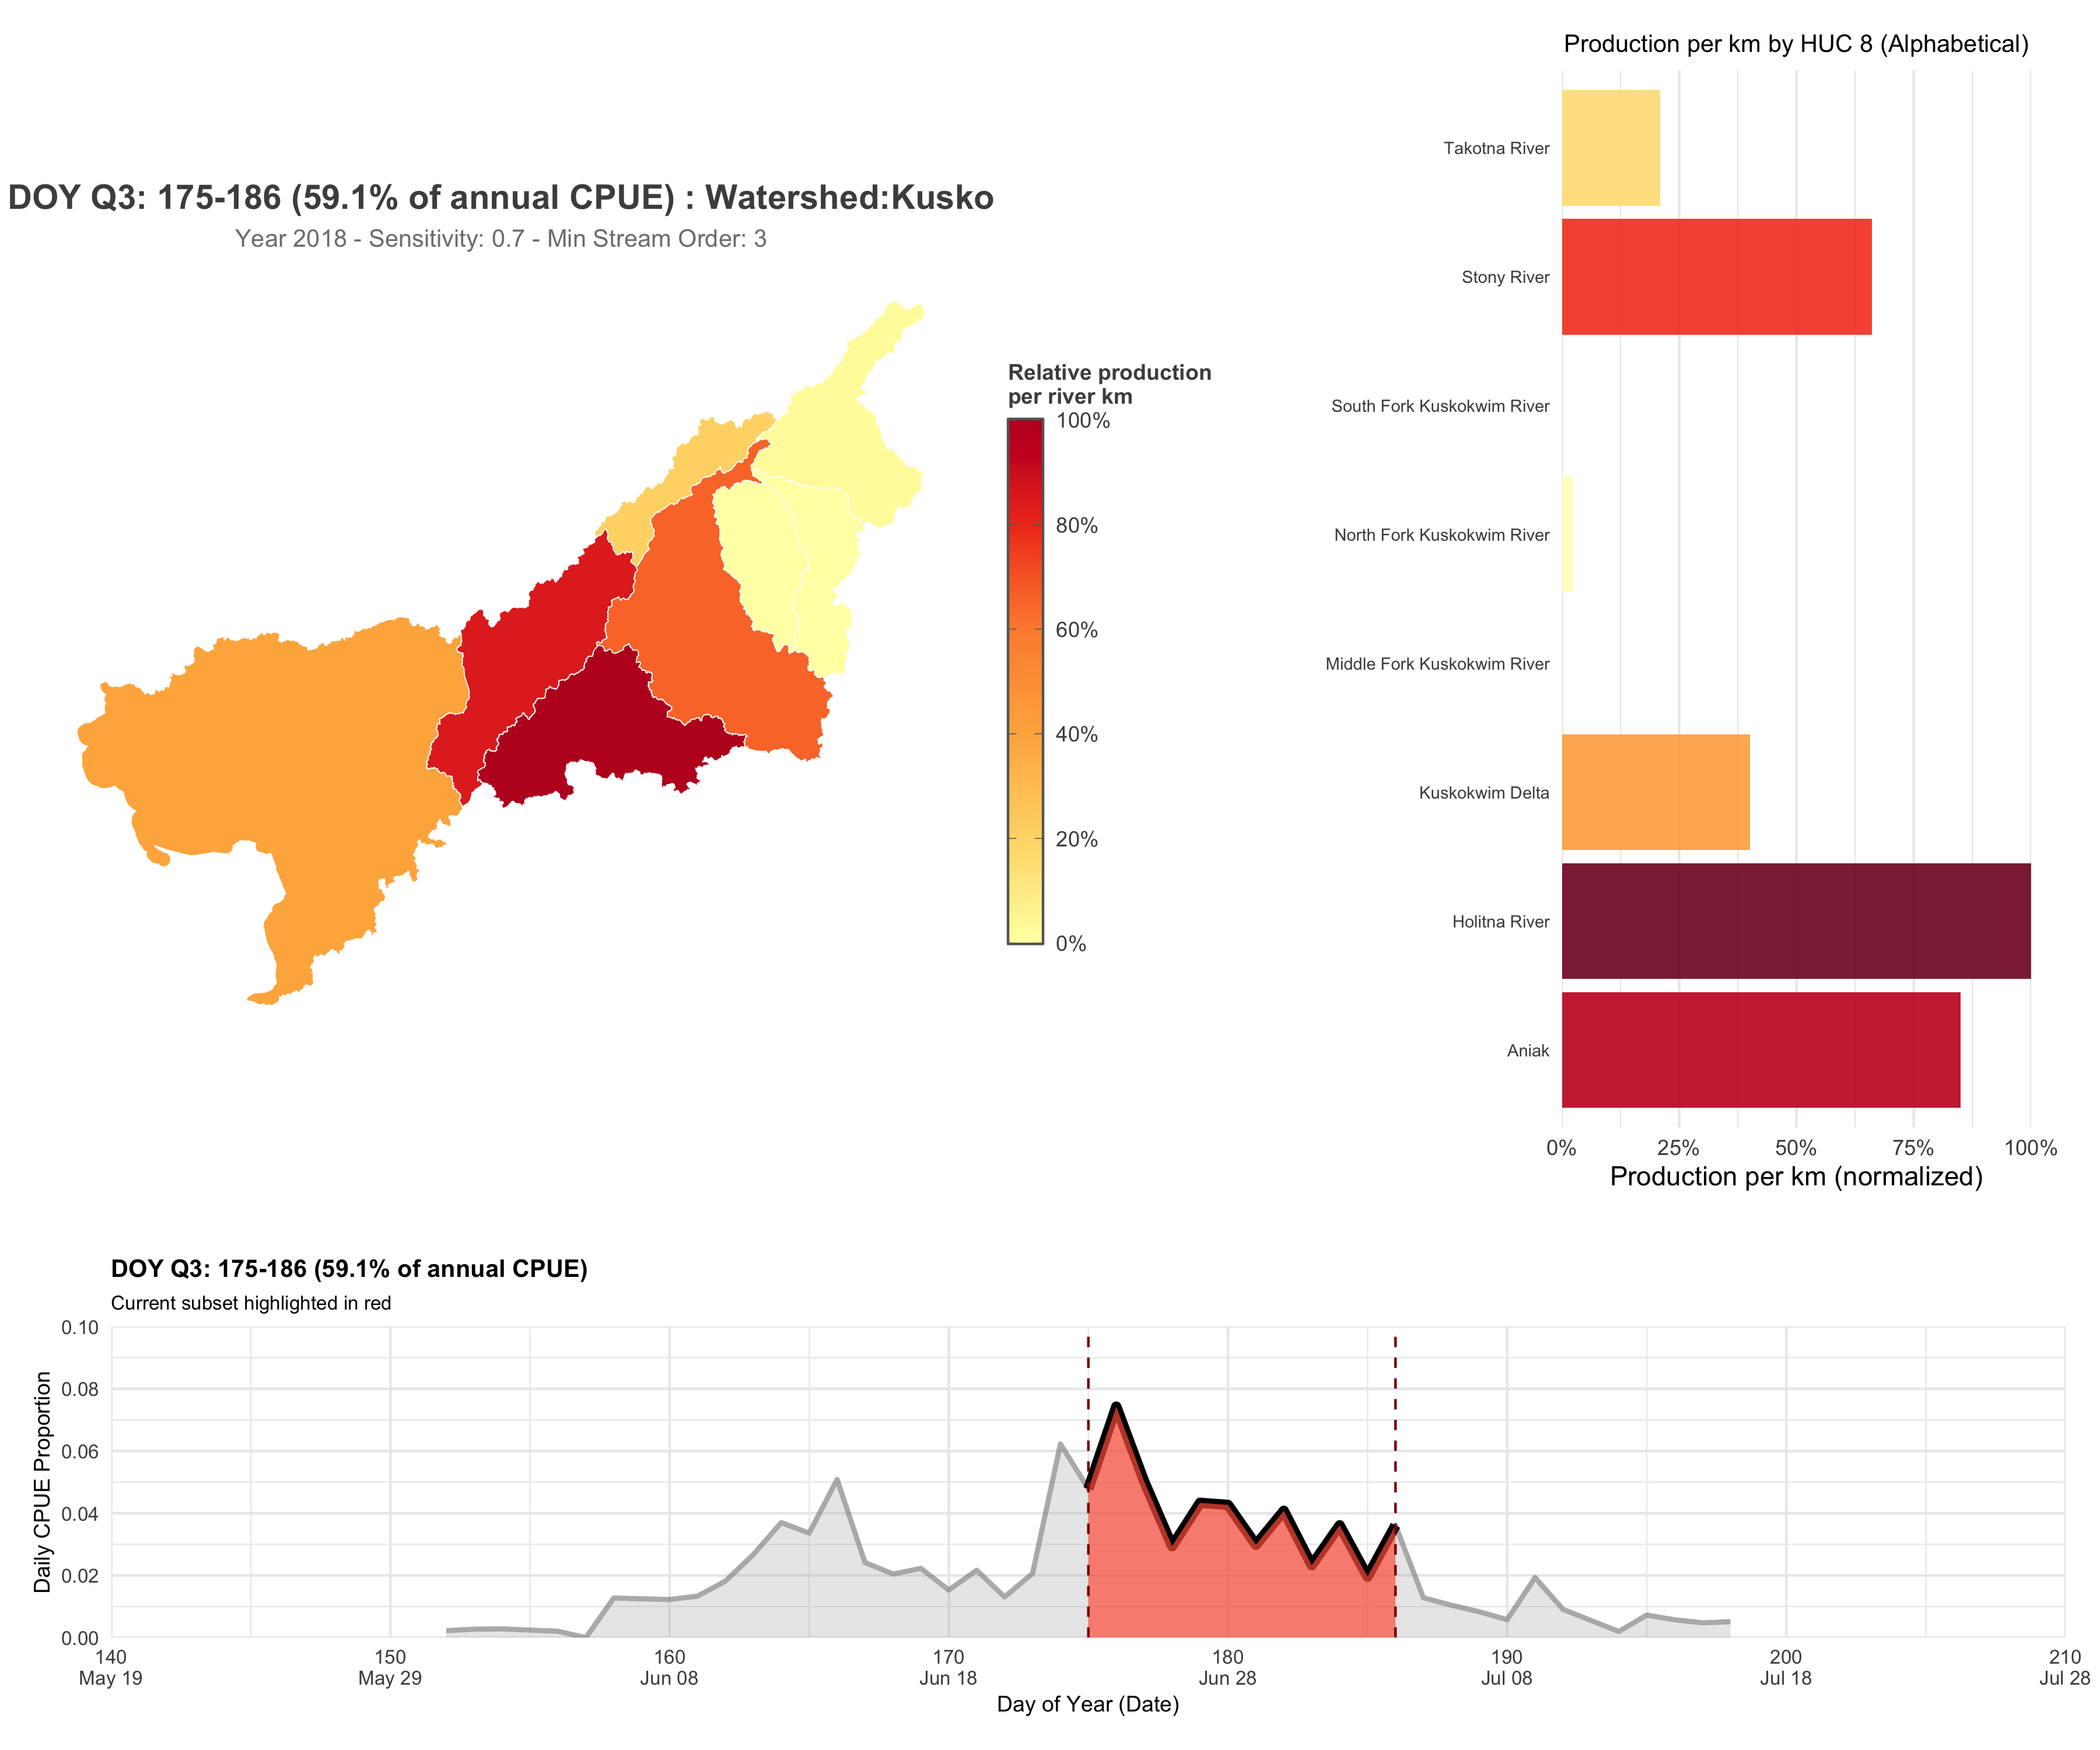 Production per km by HUC 8 (Alphabetical)
Takotna River
Stony River
South Fork Kuskokwim River
North Fork Kuskokwim River
Middle Fork Kuskokwim River
Kuskokwim Delta
Holitna River
Aniak
0% 25% 50% 75% 100%
Production per km (normalized)
DOY Q3: 175-186 (59.1% of annual CPUE) : Watershed:Kusko
Year 2018 - Sensitivity: 0.7 - Min Stream Order: 3
Relative production
per river km
100%
80%
60%
40%
20%
0%
DOY Q3: 175-186 (59.1% of annual CPUE)
Current subset highlighted in red
Daily CPUE Proportion
0.10
0.08
0.06
0.04
0.02
0.00
140 150 160 170 180 190 200 210
May 19 May 29 Jun 08 Jun 18 Jun 28 Jul 08 Jul 18 Jul 28
Day of Year (Date)